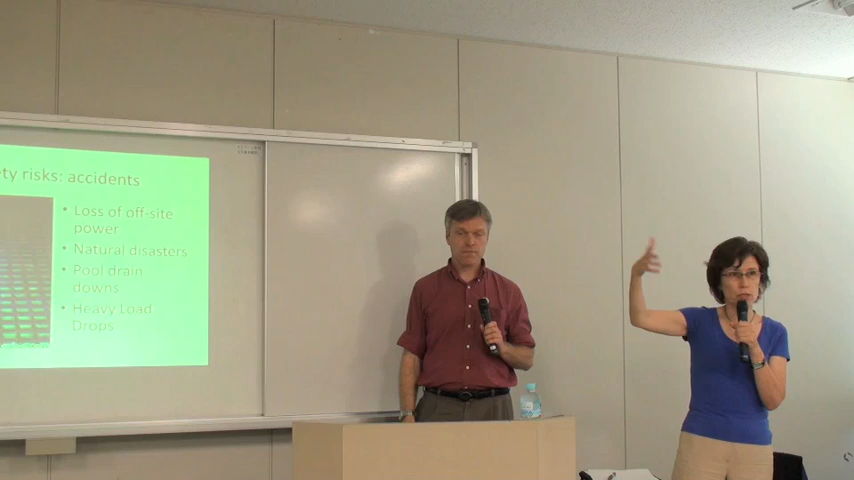 ty risks: accidents
• Loss of off-site
power
• Natural disasters
• Pool drain
downs
• Heavy Load
Drops